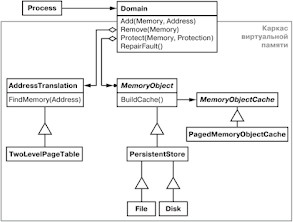 Process
Domain
Add(Memory, Address)
Remove(Memory)
Protect(Memory, Protection)
RepairFault()
Каркас
виртуальной
памяти
AddressTranslation
FindMemory(Address)
MemoryObject
BuildCache()
MemoryObjectCache
PagedMemoryObjectCache
TwoLevelPageTable
PersistentStore
File
Disk